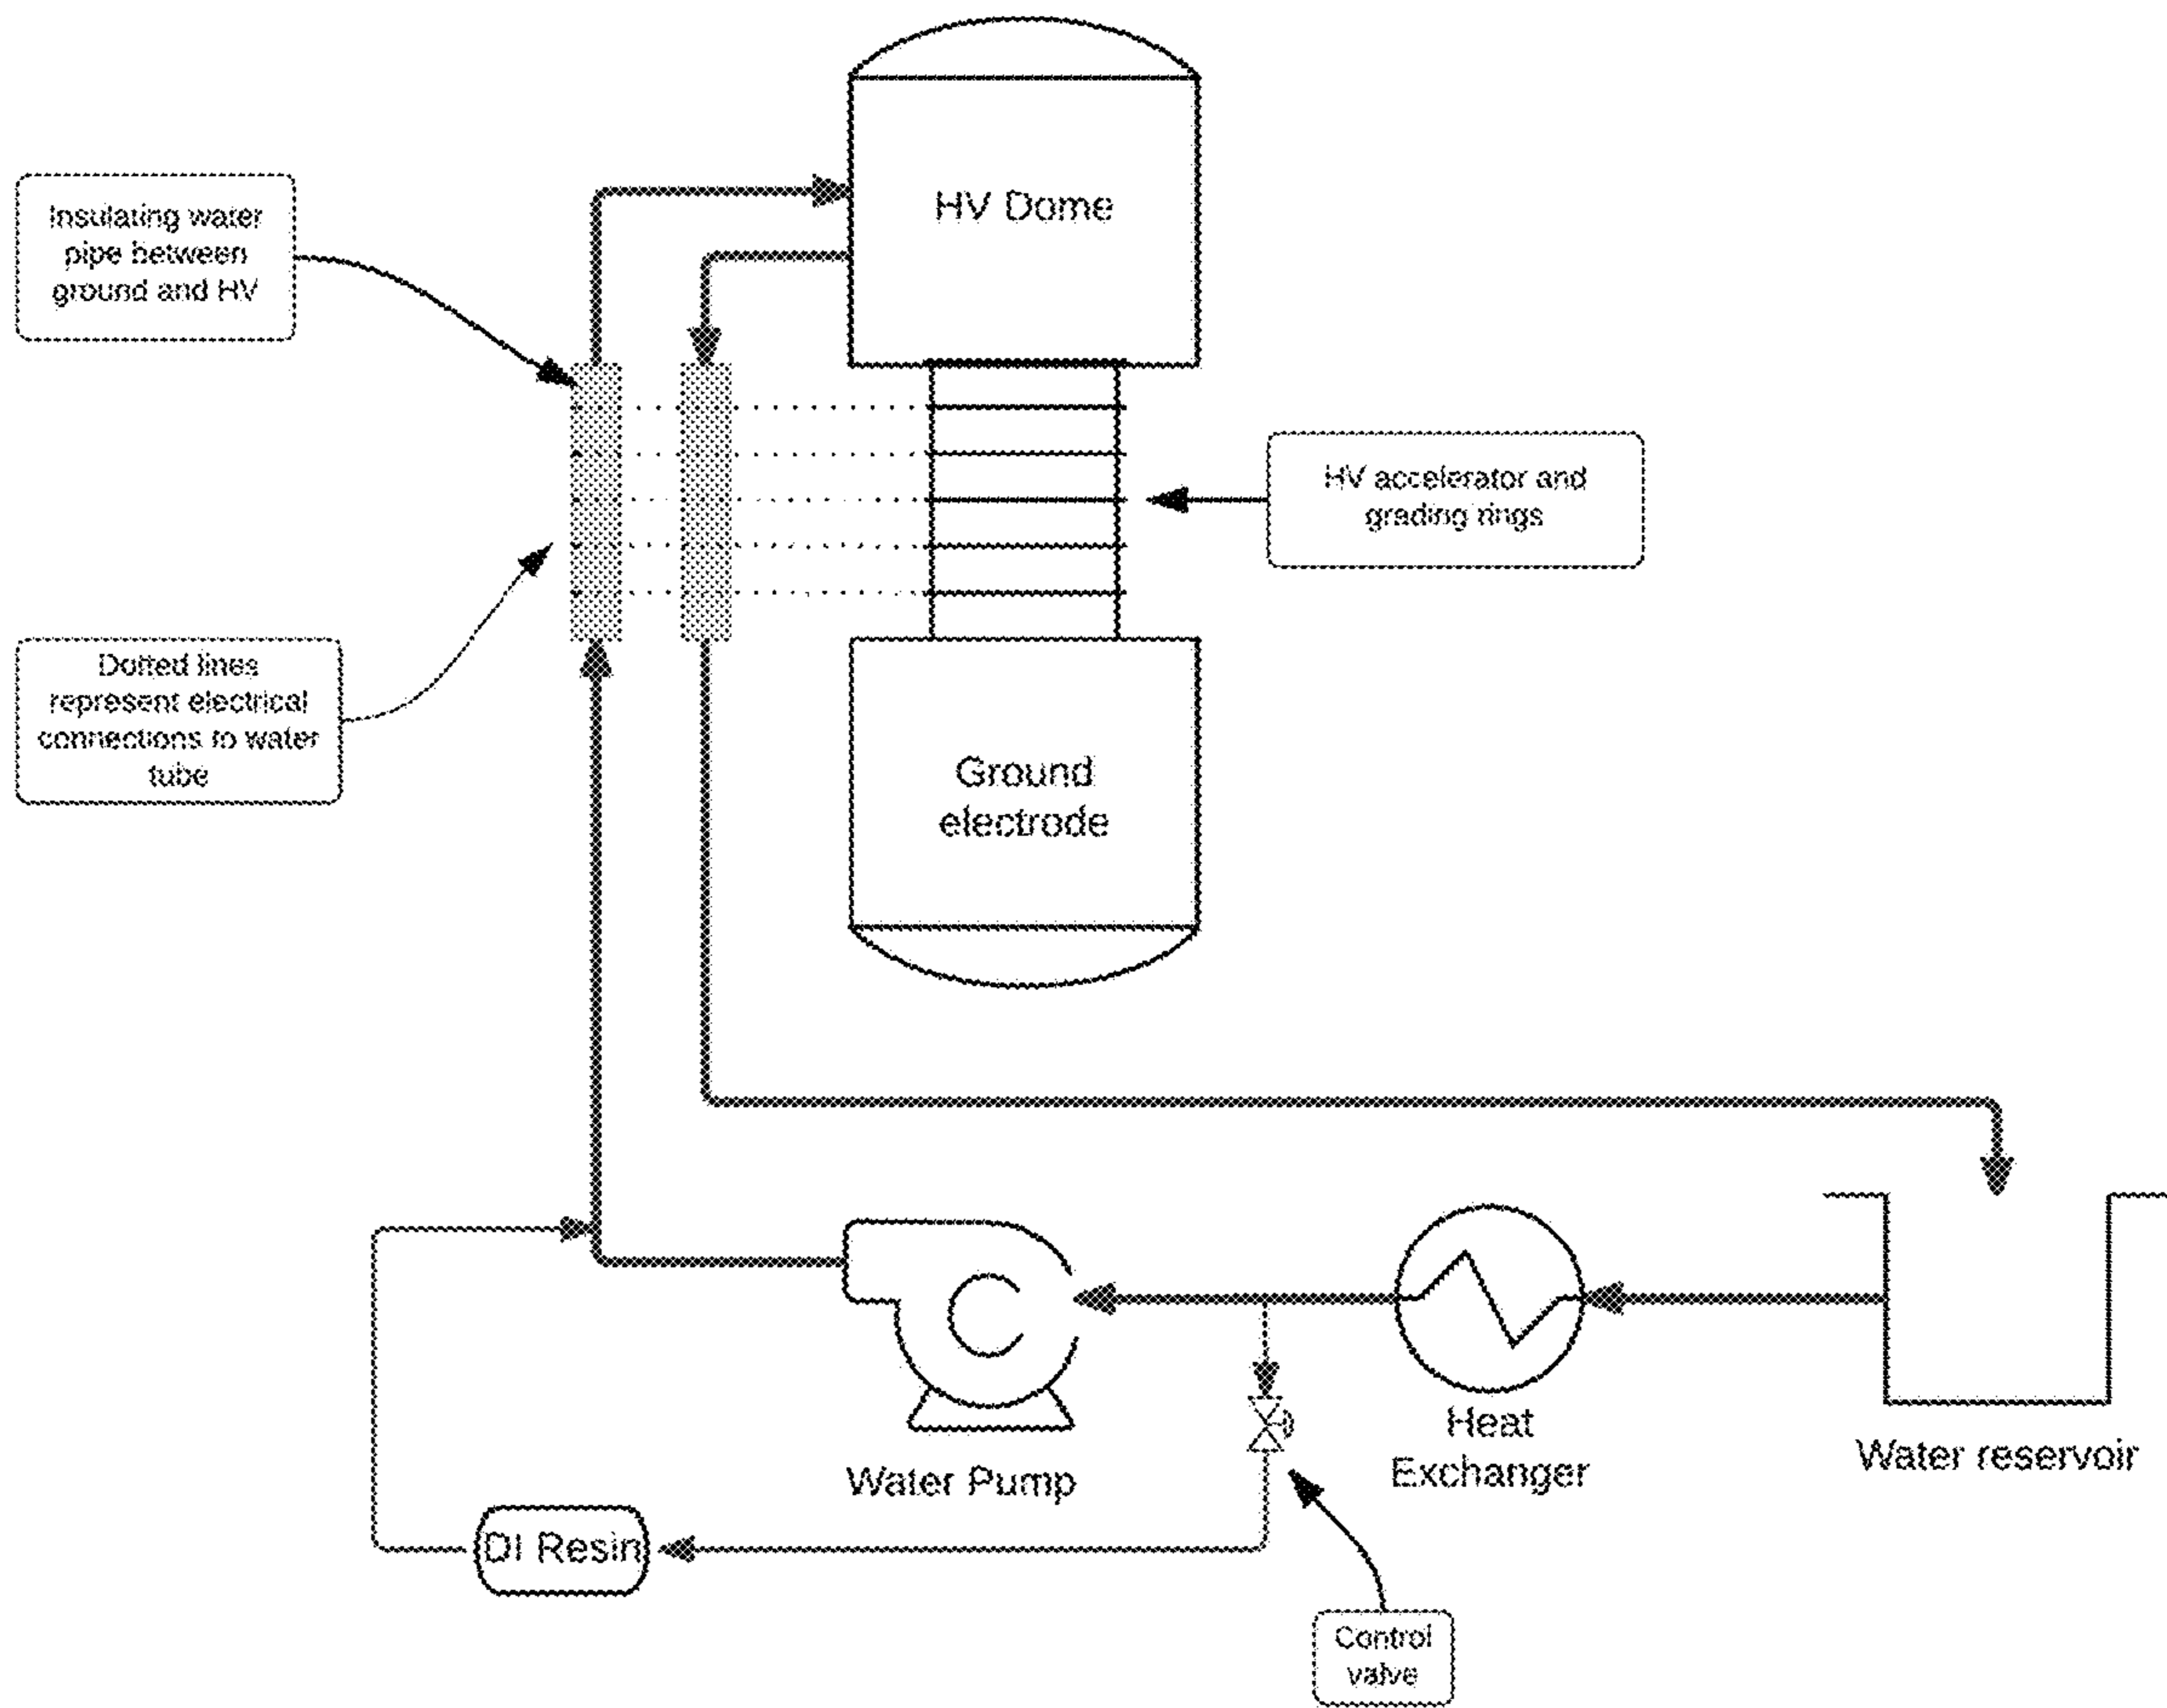 HV Dome
Insulating water
pipe between
ground and HV
HV accelerator and
grading rings
Dotted lines
represent electrical
connections to water
tube
Ground
electrode
Heat
Exchanger
Water reservoir
Water Pump
DI Resin
Control
valve